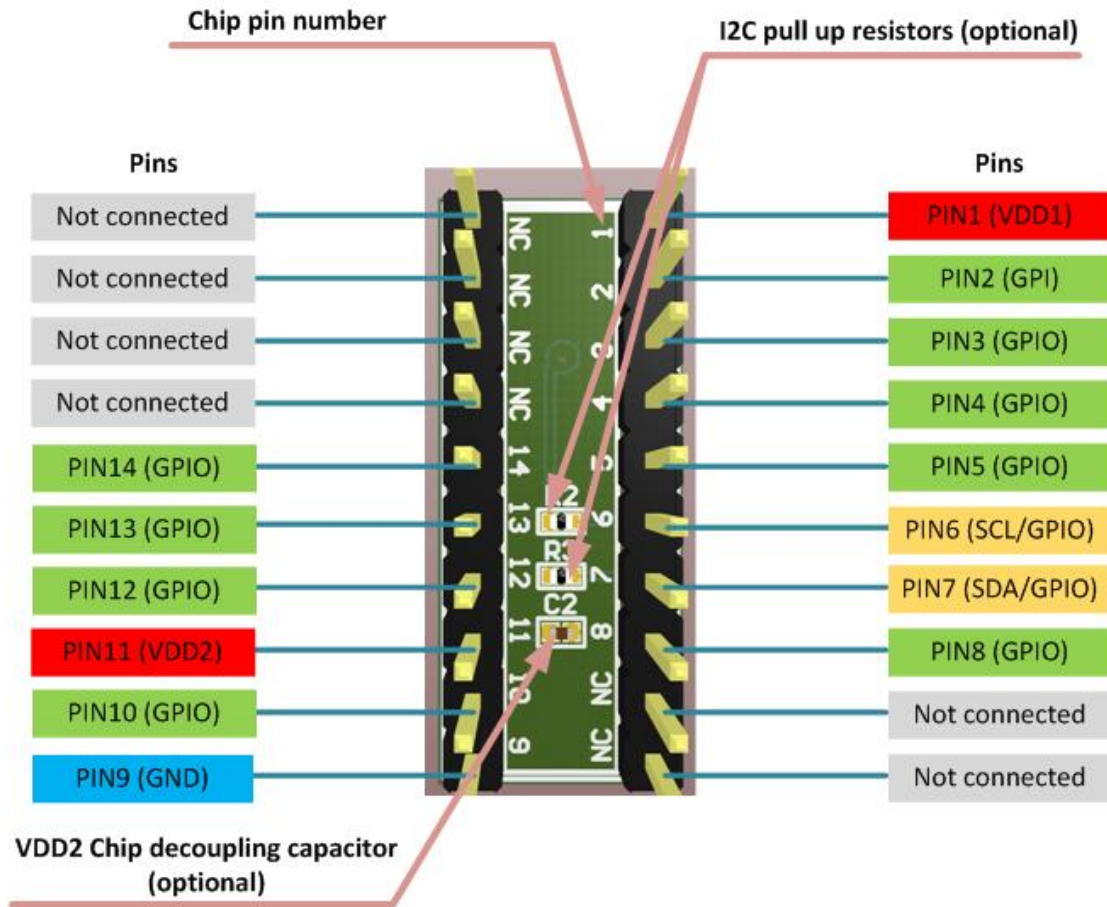 Chip pin number
I2C pull up resistors (optional)
Pins
Pins
Not connected
PIN1 (VDD1)
Not connected
PIN2 (GPI)
Not connected
PIN3 (GPIO)
Not connected
PIN4 (GPIO)
PIN14 (GPIO)
PIN5 (GPIO)
PIN13 (GPIO)
PIN6 (SCL/GPIO)
PIN12 (GPIO)
PIN7 (SDA/GPIO)
PIN11 (VDD2)
PIN8 (GPIO)
PIN10 (GPIO)
Not connected
PIN9 (GND)
Not connected
NC
1
NC
2
NC
3
NC
4
14
5
R2
13
6
R3
12
7
C2
11
8
10
NC
9
NC
VDD2 Chip decoupling capacitor
(optional)